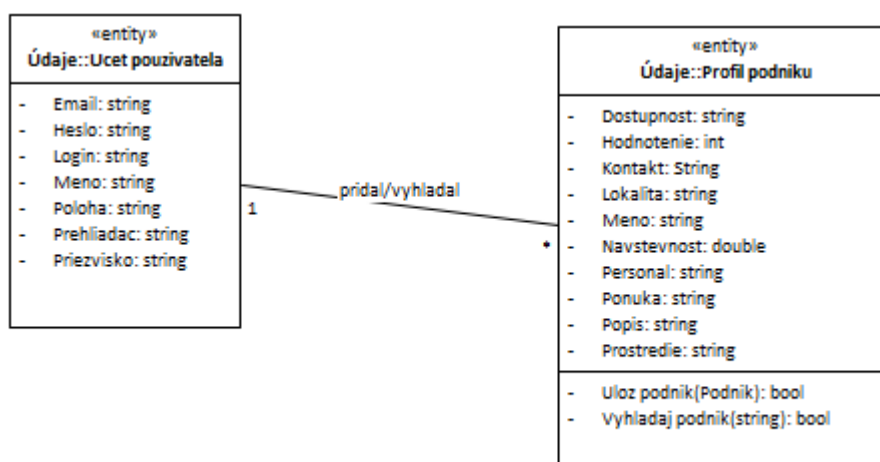 «entity»
Údaje::Ucet pouzivatela
- Email: string
- Heslo: string
- Login: string
- Meno: string
- Poloha: string
- Prehliadac: string
- Priezvisko: string
pridal/vyhladal
1
*
«entity»
Údaje::Profil podniku
- Dostupnost: string
- Hodnotenie: int
- Kontakt: String
- Lokalita: string
- Meno: string
- Navstevnost: double
- Personal: string
- Ponuka: string
- Popis: string
- Prostredie: string
- Uloz podnik(Podnik): bool
- Vyhladaj podnik(string): bool